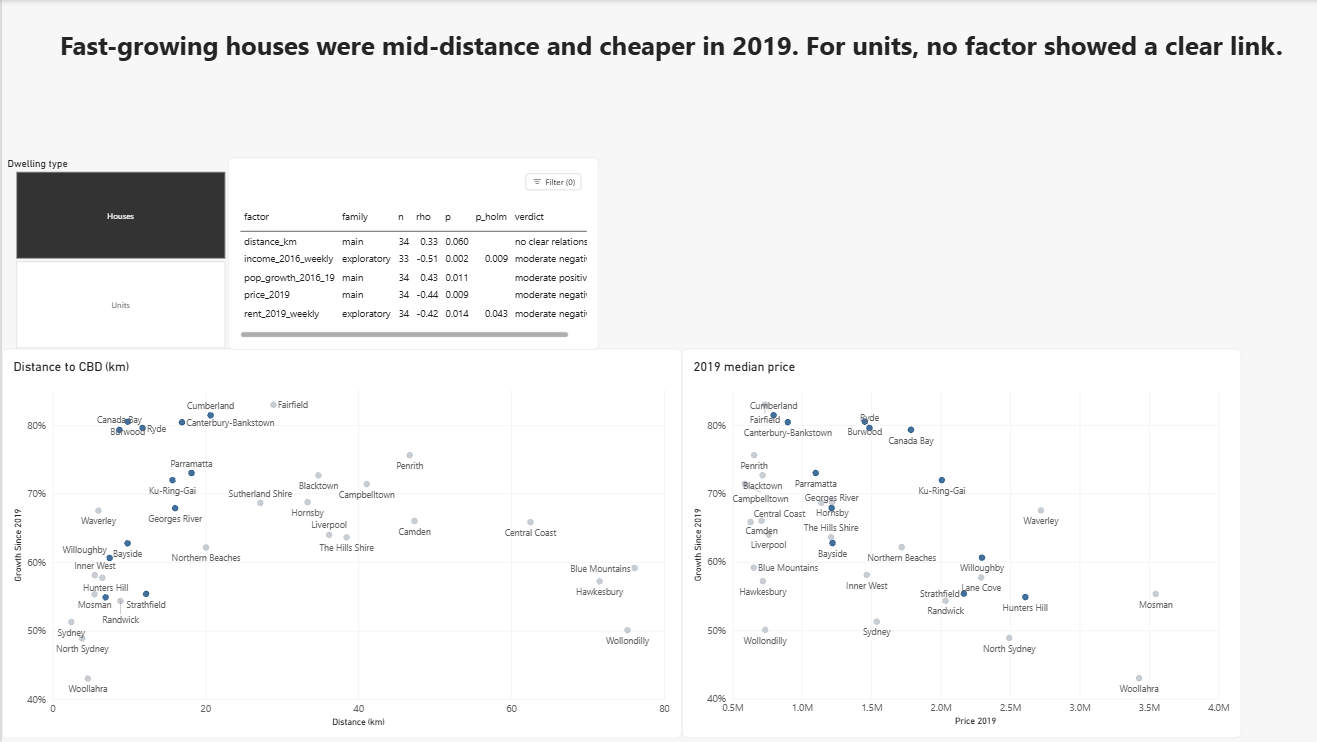 Fast-growing houses were mid-distance and cheaper in 2019. For units, no factor showed a clear link.
Dwelling type
Houses
Units
Filter (0)
factor family n rho p p_holm verdict
distance_km main 34 0.33 0.060 no clear relations
income_2016_weekly exploratory 33 -0.51 0.002 0.009 moderate negati
pop_growth_2016_19 main 34 0.43 0.011 moderate positiv
price_2019 main 34 -0.44 0.009 moderate negati
rent_2019_weekly exploratory 34 -0.42 0.014 0.043 moderate negati
Distance to CBD (km)
Growth Since 2019
80%
70%
60%
50%
40%
Cumberland
Fairfield
Canada Bay
Canterbury-Bankstown
Burwood
Ryde
Parramatta
Penrith
Ku-Ring-Gai
Blacktown
Campbelltown
Sutherland Shire
Hornsby
Waverley
Georges River
Liverpool
Camden
Central Coast
The Hills Shire
Willoughby
Bayside
Northern Beaches
Inner West
Blue Mountains
Hunters Hill
Hawkesbury
Mosman
Strathfield
Randwick
Sydney
Wollondilly
North Sydney
Woollahra
0 20 40 60 80
Distance (km)
2019 median price
Growth Since 2019
80%
70%
60%
50%
40%
Cumberland
Fairfield
Ryde
Canterbury-Bankstown
Burwood
Canada Bay
Penrith
Blacktown
Parramatta
Ku-Ring-Gai
Campbelltown
Georges River
Central Coast
Hornsby
Waverley
Camden
The Hills Shire
Liverpool
Bayside
Northern Beaches
Blue Mountains
Willoughby
Inner West
Lane Cove
Hawkesbury
Strathfield
Randwick
Hunters Hill
Mosman
Sydney
Wollondilly
North Sydney
Woollahra
0.5M 1.0M 1.5M 2.0M 2.5M 3.0M 3.5M 4.0M
Price 2019